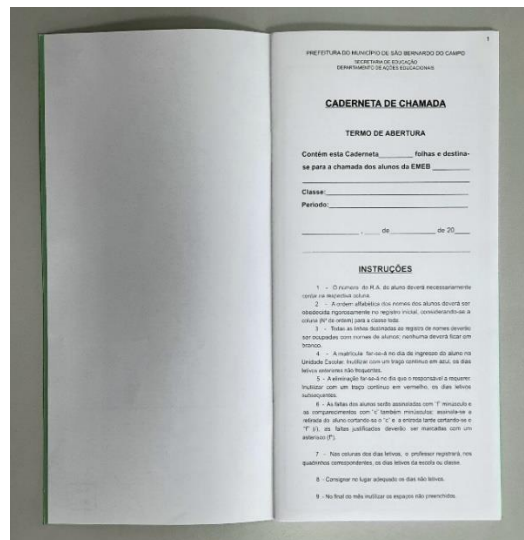 1
PREFEITURA DO MUNICÍPIO DE SÃO BERNARDO DO CAMPO
SECRETARIA DE EDUCAÇÃO
DEPARTAMENTO DE AÇÕES EDUCACIONAIS
CADERNETA DE CHAMADA
TERMO DE ABERTURA
Contém esta Caderneta_________ folhas e destina-
se para a chamada dos alunos da EMEB _________
Classe:
Período:
, ____ de ________ de 20____
INSTRUÇÕES
1 - O número do R.A. do aluno deverá necessariamente
constar na respectiva coluna.
2 - A ordem alfabética dos nomes dos alunos deverá ser
obedecida rigorosamente no registro inicial, considerando-se a
coluna (Nº de ordem) para a classe toda.
3 - Todas as linhas destinadas ao registro de nomes deverão
ser ocupadas com nomes de alunos; nenhuma deverá ficar em
branco.
4 - A matrícula far-se-á no dia de ingresso do aluno na
Unidade Escolar. Inutilizar com um traço contínuo em azul, os dias
letivos anteriores não frequentes.
5 - A eliminação far-se-á no dia que o responsável a requerer.
Inutilizar com um traço contínuo em vermelho, os dias letivos
subsequentes.
6 - As faltas dos alunos serão assinaladas com "f" minúsculo e
os comparecimentos com "c" também minúsculos; assinala-se a
retirada do aluno cortando-se o "c" e a entrada tarde cortando-se o
"f" as faltas justificadas deverão ser marcadas com um
asterisco (f*).
7 - Nas colunas dos dias letivos, o professor registrará, nos
quadrinhos correspondentes, os dias letivos da escola ou classe.
8 - Consignar no lugar adequado os dias não letivos.
9 - No final do mês inutilizar os espaços não preenchidos.